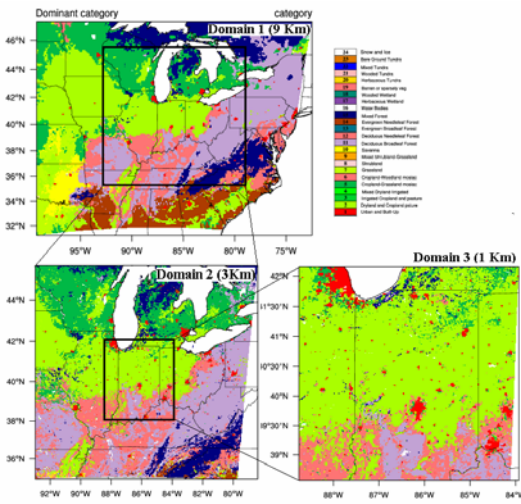 Dominant category
category
Domain 1 (9 Km)
46°N
44°N
42°N
40°N
38°N
36°N
34°N
32°N
95°W
90°W
85°W
80°W
75°W
24 Snow and Ice
23 Bare Ground Tundra
22 Mixed Tundra
21 Wooded Tundra
20 Herbaceous Tundra
19 Barren or sparsely veg
18 Wooded Wetland
17 Herbaceous Wetland
16 Water Bodies
15 Mixed Forest
14 Evergreen Needleleaf Forest
13 Evergreen Broadleaf Forest
12 Deciduous Needleleaf Forest
11 Deciduous Broadleaf Forest
10 Savanna
9 Mixed Shrubland Grassland
8 Shrubland
7 Grassland
6 Cropland Woodland mosaic
5 Cropland Grassland mosaic
4 Mixed Dryland Irrigated
3 Irrigated Cropland and pasture
2 Dryland and Cropland pasture
1 Urban and Built-Up
Domain 2 (3Km)
44°N
42°N
40°N
38°N
36°N
92°W
90°W
88°W
86°W
84°W
82°W
80°W
Domain 3 (1 Km)
42°N
41°30'N
41°N
40°30'N
40°N
39°30'N
39°N
88°W
87°W
86°W
85°W
84°W